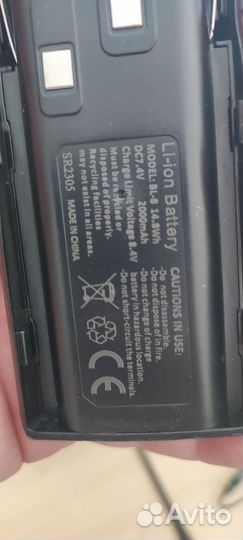 Li-ion Battery
MODEL: BL-8 14.8Wh
DC7.4V 2000mAh
Charge Limit Voltage 8.4V
Must be recycled or
disposed of properly.
Recycling facilities
may not exist in all areas.
SR2305 MADE IN CHINA
CAUTIONS IN USE:
·Do not disassemble.
·Do not dispose of in fire.
·Do not change of charge
battery in hazardous location.
·Do not short-circuit the terminals.
CE
Avito